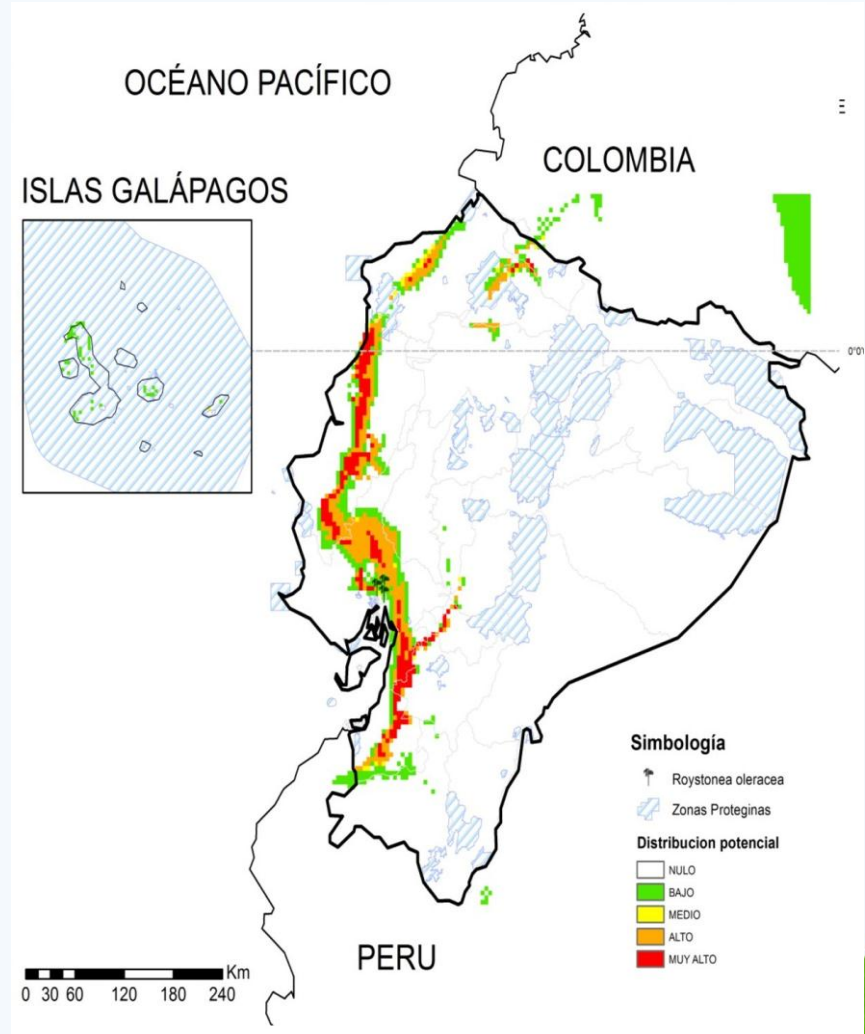 OCÉANO PACÍFICO
COLOMBIA
ISLAS GALÁPAGOS
0°0'
Simbología
Roystonea oleracea
Zonas Proteginas
Distribucion potencial
NULO
BAJO
MEDIO
ALTO
MUY ALTO
PERU
Km
0 30 60 120 180 240